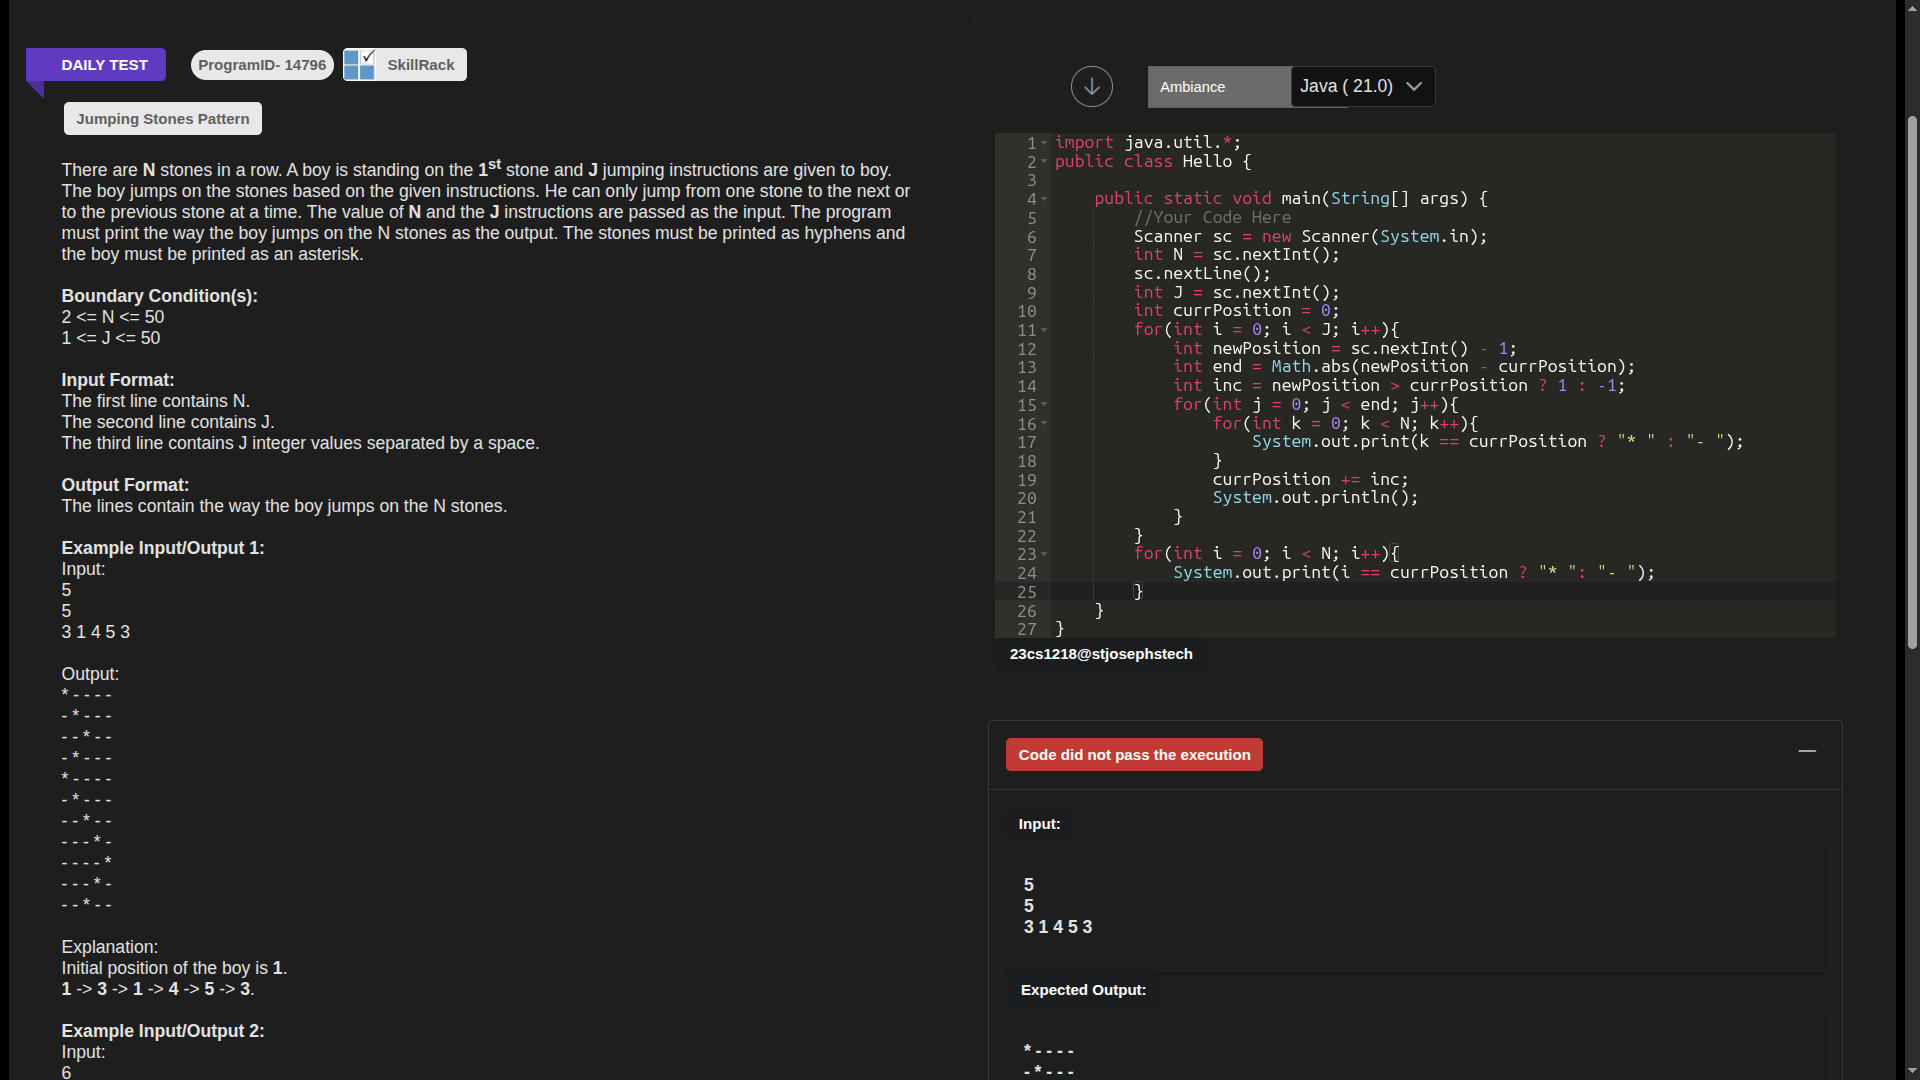 DAILY TEST
ProgramID- 14796
SkillRack
Jumping Stones Pattern
There are N stones in a row. A boy is standing on the 1st stone and J jumping instructions are given to boy.
The boy jumps on the stones based on the given instructions. He can only jump from one stone to the next or
to the previous stone at a time. The value of N and the J instructions are passed as the input. The program
must print the way the boy jumps on the N stones as the output. The stones must be printed as hyphens and
the boy must be printed as an asterisk.
Boundary Condition(s):
2 <= N <= 50
1 <= J <= 50
Input Format:
The first line contains N.
The second line contains J.
The third line contains J integer values separated by a space.
Output Format:
The lines contain the way the boy jumps on the N stones.
Example Input/Output 1:
Input:
5
5
3 1 4 5 3
Output:
* - - - -
- * - - -
- - * - -
- * - - -
* - - - -
- * - - -
- - * - -
- - - * -
- - - - *
- - - * -
- - * - -
Explanation:
Initial position of the boy is 1.
1 -> 3 -> 1 -> 4 -> 5 -> 3.
Example Input/Output 2:
Input:
6
Ambiance
Java ( 21.0)
1 import java.util.*;
2 public class Hello {
3
4     public static void main(String[] args) {
5         //Your Code Here
6         Scanner sc = new Scanner(System.in);
7         int N = sc.nextInt();
8         sc.nextLine();
9         int J = sc.nextInt();
10         int currPosition = 0;
11         for(int i = 0; i < J; i++){
12             int newPosition = sc.nextInt() - 1;
13             int end = Math.abs(newPosition - currPosition);
14             int inc = newPosition > currPosition ? 1 : -1;
15             for(int j = 0; j < end; j++){
16                 for(int k = 0; k < N; k++){
17                     System.out.print(k == currPosition ? "* " : "- ");
18                 }
19                 currPosition += inc;
20                 System.out.println();
21             }
22         }
23         for(int i = 0; i < N; i++){
24             System.out.print(i == currPosition ? "* ": "- ");
25         }
26     }
27 }
23cs1218@stjosephstech
Code did not pass the execution
Input:
5
5
3 1 4 5 3
Expected Output:
* - - - -
- * - - -